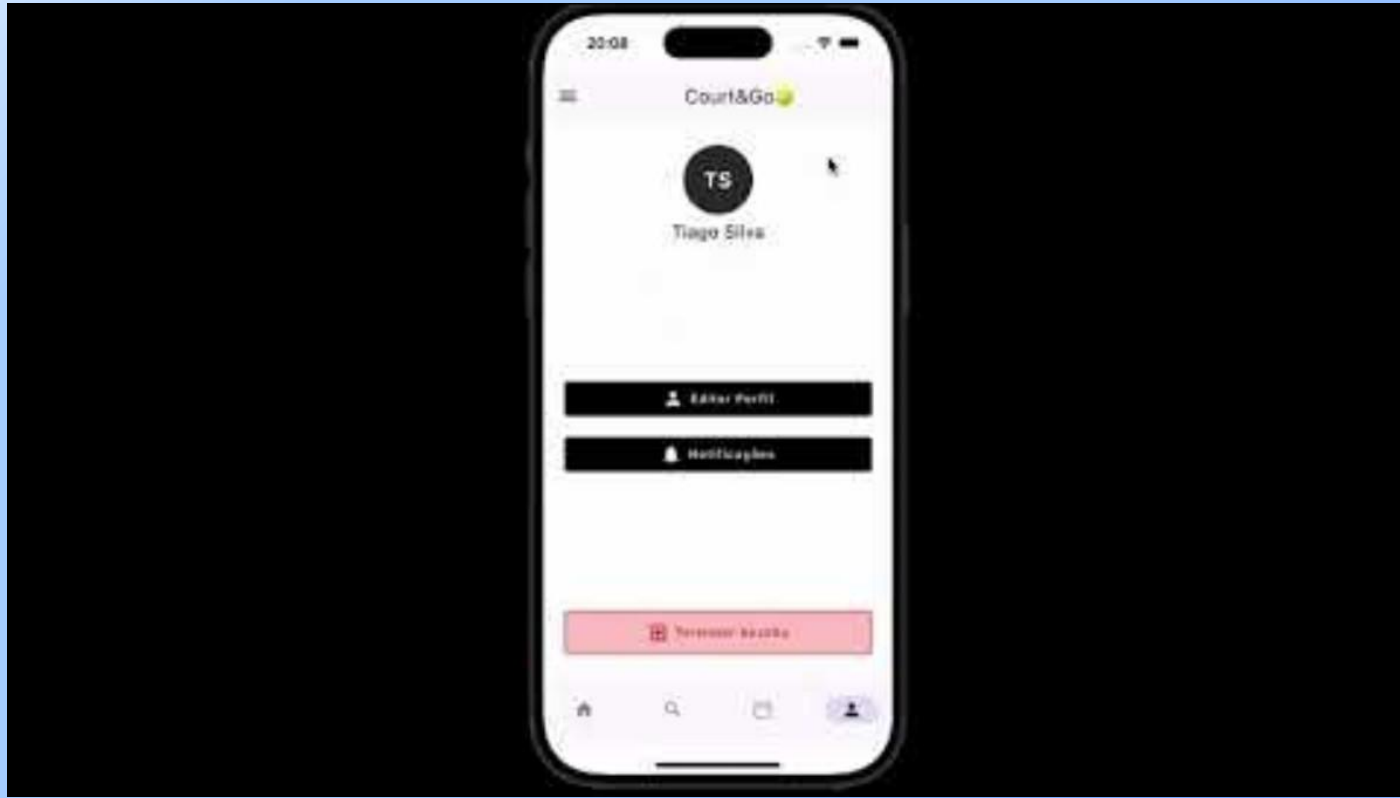 20:08
Court&Go
TS
Tiago Silva
Editar Perfil
Notificações
Terminar Sessão